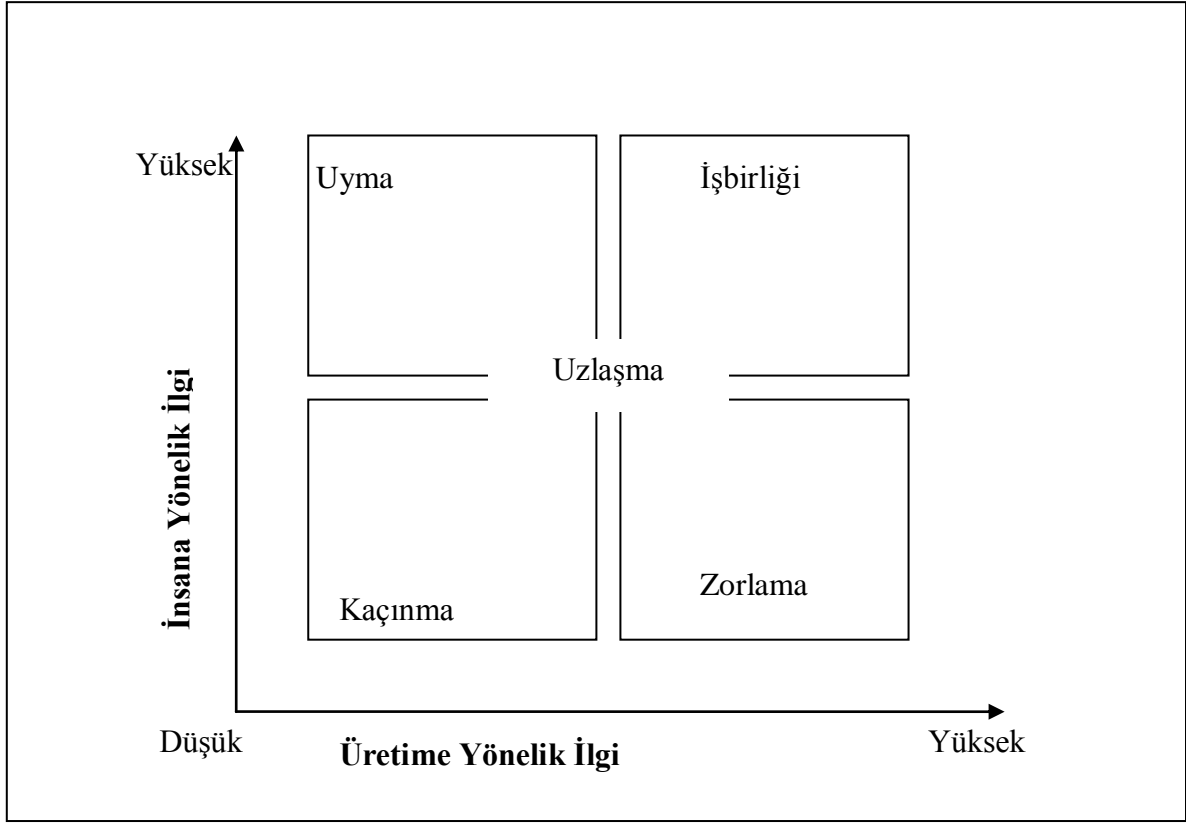 Yüksek
Uyma
İşbirliği
Uzlaşma
İnsana Yönelik İlgi
Kaçınma
Zorlama
Düşük
Üretime Yönelik İlgi
Yüksek